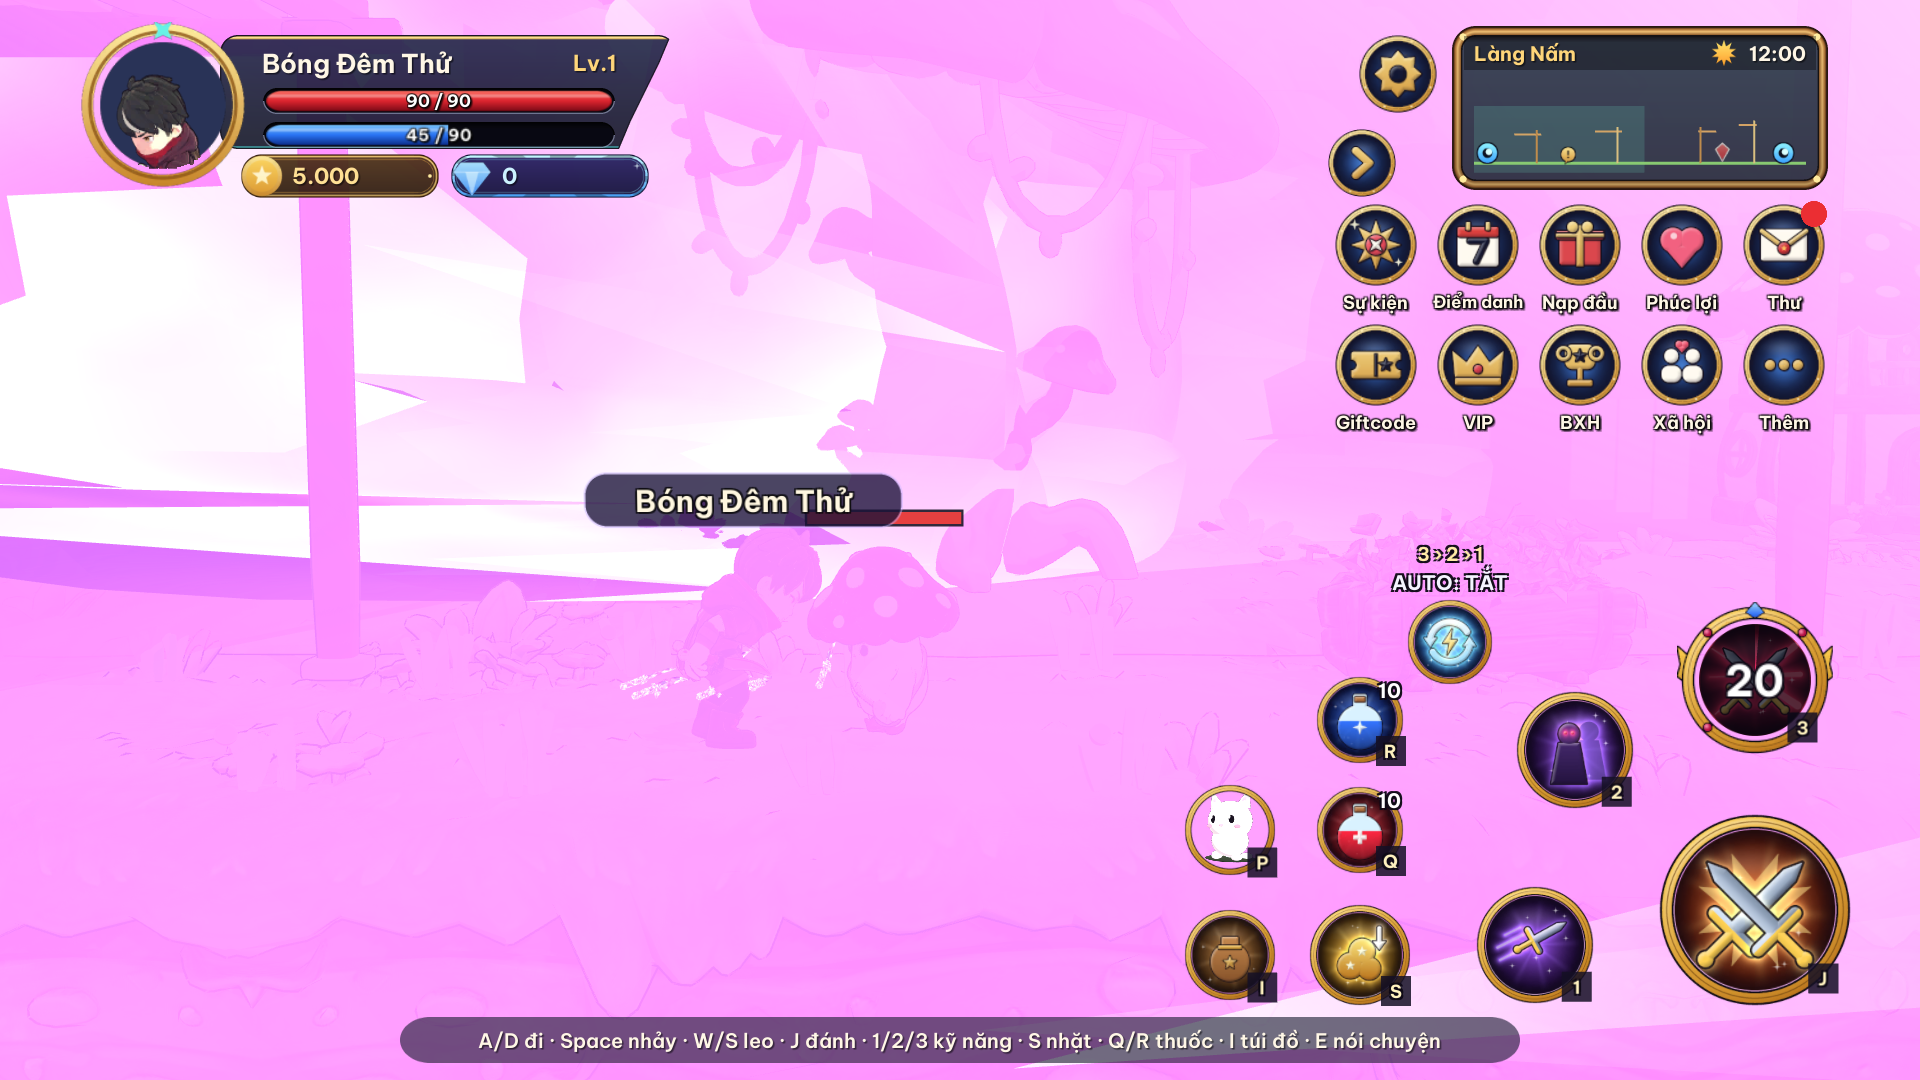 Bóng Đêm Thử
Lv.1
90 / 90
45 / 90
5.000
0
Làng Nấm
12:00
7
Sự kiện
Điểm danh
Nạp đầu
Phúc lợi
Thư
Giftcode
VIP
BXH
Xã hội
Thêm
Bóng Đêm Thử
3›2›1
AUTO: TẮT
20
3
10
R
2
10
Q
P
I
S
1
J
A/D đi · Space nhảy · W/S leo · J đánh · 1/2/3 kỹ năng · S nhặt · Q/R thuốc · I túi đồ · E nói chuyện